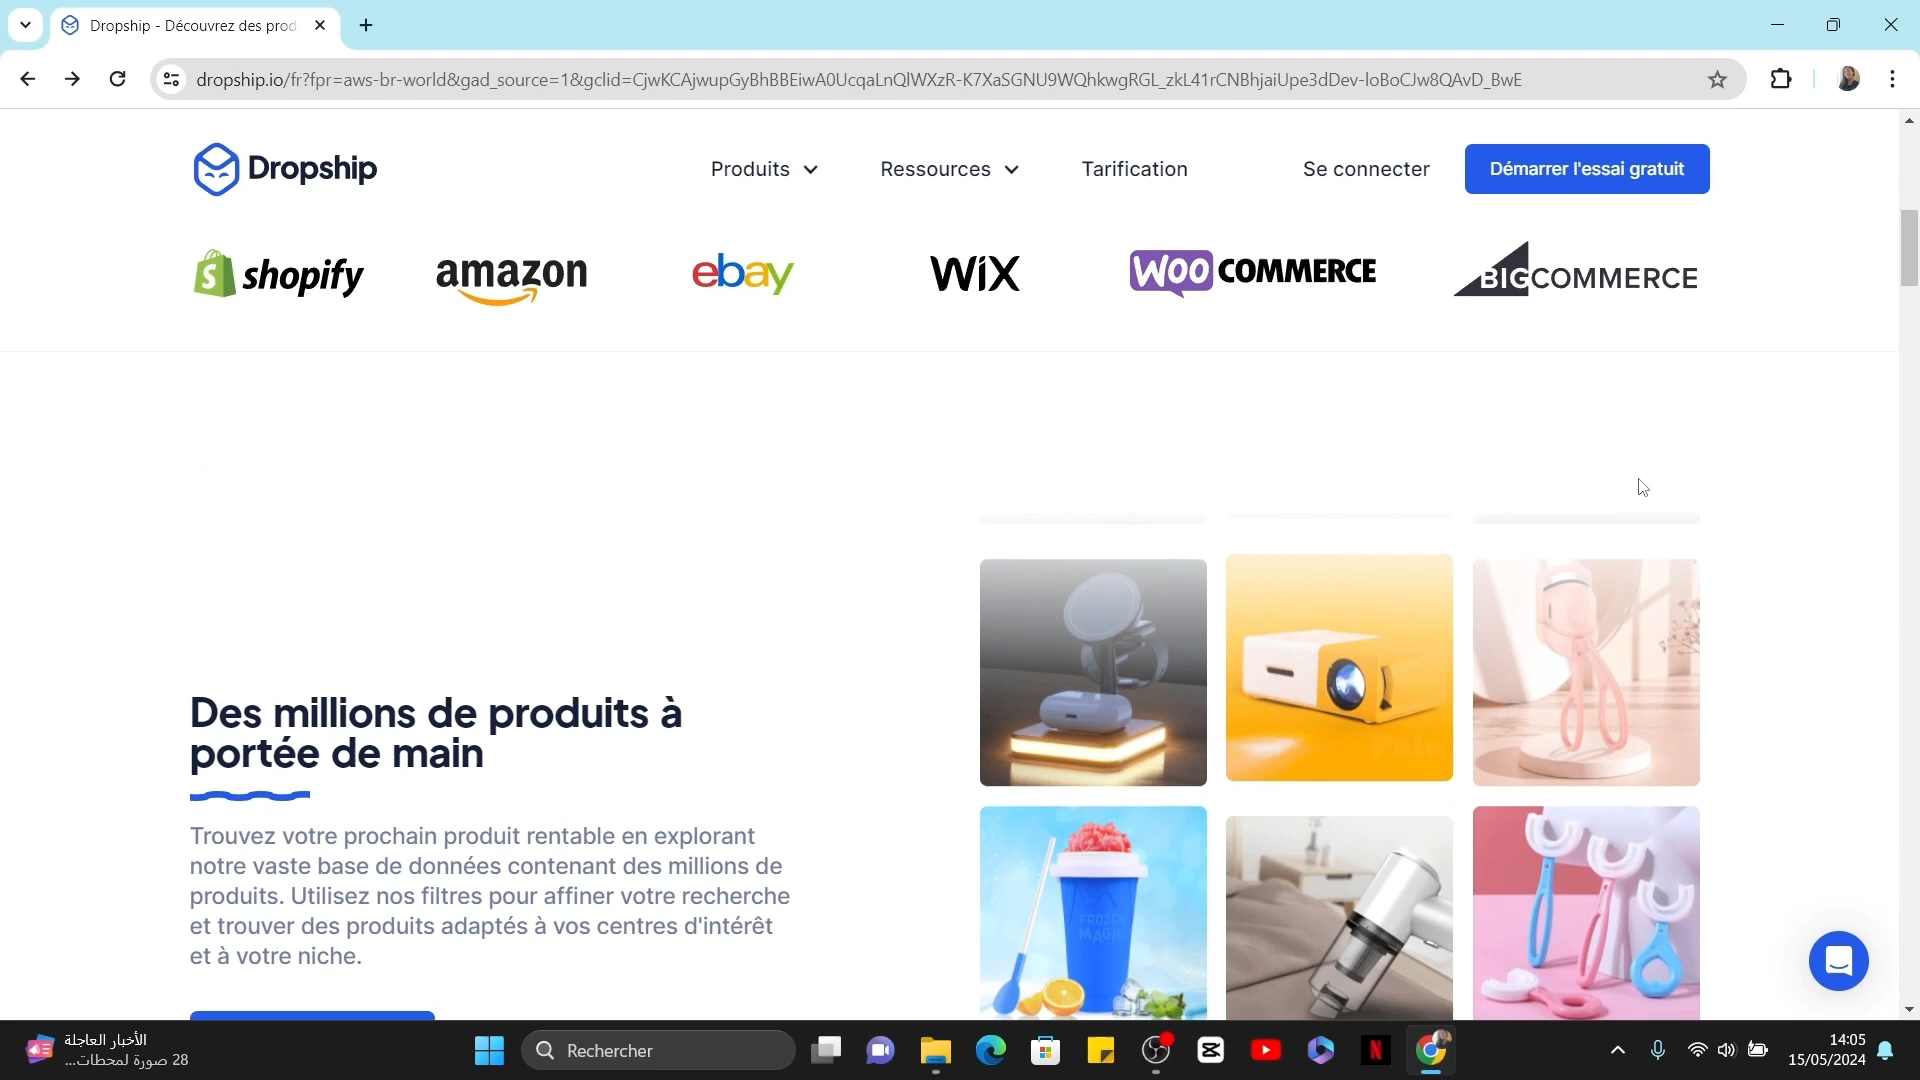 Dropship - Découvrez des prod
dropship.io/fr?fpr=aws-br-world&gad_source=1&gclid=CjwKCAjwupGyBhBBEiwA0UcqaLnQlWXzR-K7XaSGNU9WQhkwgRGL_zkL41rCNBhjaiUpe3dDev-loBoCJw8QAvD_BwE
Dropship
Produits
Ressources
Tarification
Se connecter
Démarrer l'essai gratuit
shopify
amazon
ebay
WiX
WOO COMMERCE
BIGCOMMERCE
Des millions de produits à
portée de main
Trouvez votre prochain produit rentable en explorant
notre vaste base de données contenant des millions de
produits. Utilisez nos filtres pour affiner votre recherche
et trouver des produits adaptés à vos centres d'intérêt
et à votre niche.
FROZEN
MAGIC
الأخبار العاجلة
28 صورة لمحطات...
Rechercher
14:05
15/05/2024